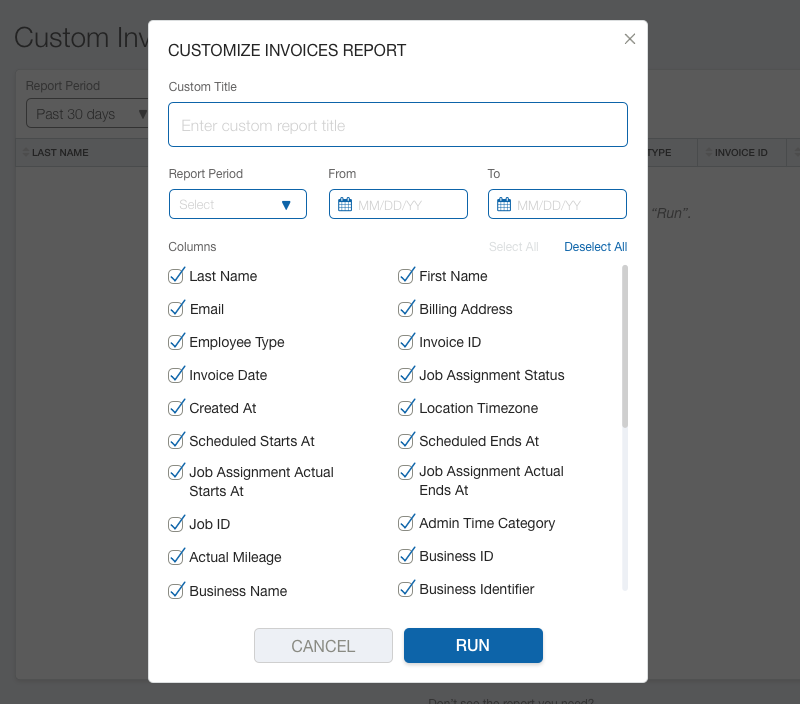 Custom Inv
CUSTOMIZE INVOICES REPORT
Report Period
Custom Title
Past 30 days
Enter custom report title
LAST NAME
TYPE
INVOICE ID
Report Period
From
To
Select
MM/DD/YY
MM/DD/YY
“Run”.
Columns
Select All
Deselect All
Last Name
First Name
Email
Billing Address
Employee Type
Invoice ID
Invoice Date
Job Assignment Status
Created At
Location Timezone
Scheduled Starts At
Scheduled Ends At
Job Assignment Actual
Starts At
Job Assignment Actual
Ends At
Job ID
Admin Time Category
Actual Mileage
Business ID
Business Name
Business Identifier
CANCEL
RUN
Don't see the report you need?